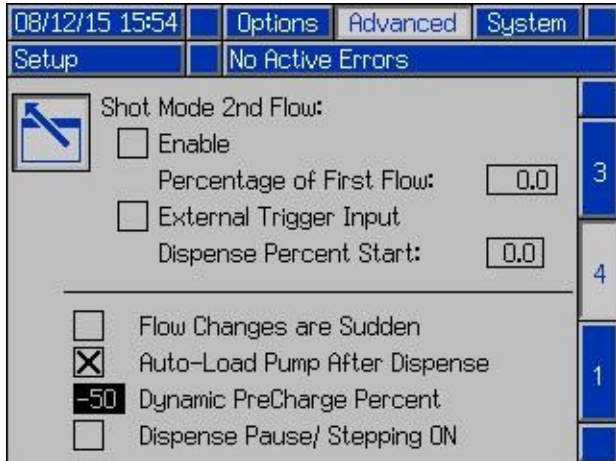 08/12/15 15:54 Options Advanced System
Setup No Active Errors
Shot Mode 2nd Flow:
Enable
Percentage of First Flow: 0.0
3
External Trigger Input
Dispense Percent Start: 0.0
4
Flow Changes are Sudden
Auto-Load Pump After Dispense
1
-50 Dynamic PreCharge Percent
Dispense Pause/ Stepping ON